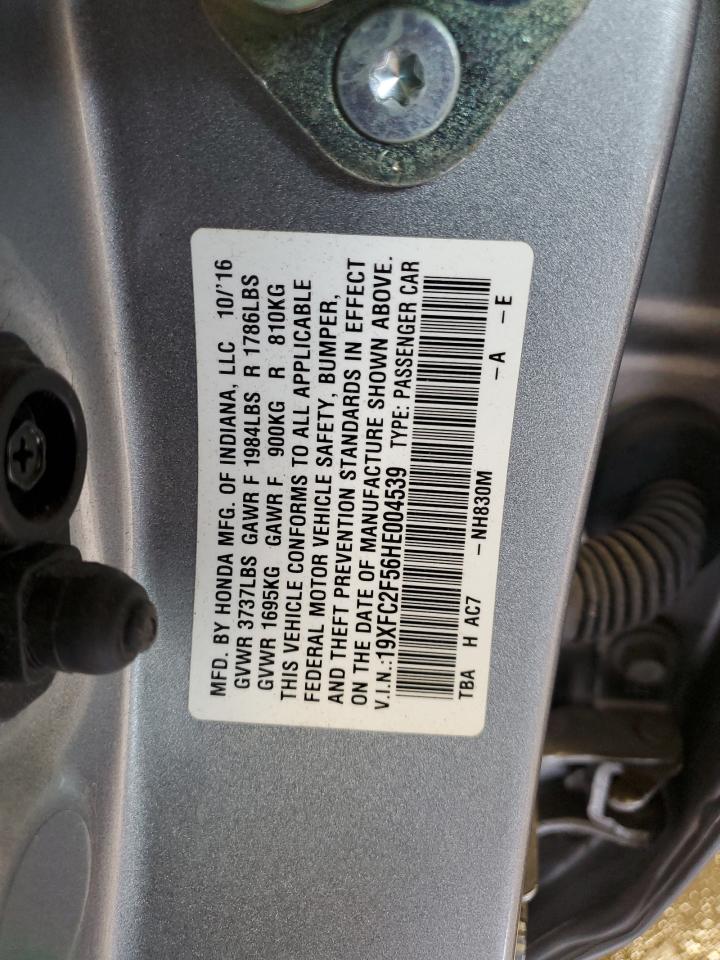 MFD. BY HONDA MFG. OF INDIANA, LLC 10/'16
GVWR 3737LBS GAWR F 1984LBS R 1786LBS
GVWR 1695KG GAWR F 900KG R 810KG
THIS VEHICLE CONFORMS TO ALL APPLICABLE
FEDERAL MOTOR VEHICLE SAFETY, BUMPER,
AND THEFT PREVENTION STANDARDS IN EFFECT
ON THE DATE OF MANUFACTURE SHOWN ABOVE.
V.I.N.:19XFC2F56HE004539 TYPE: PASSENGER CAR
TBA H AC7 -NH830M -A -E